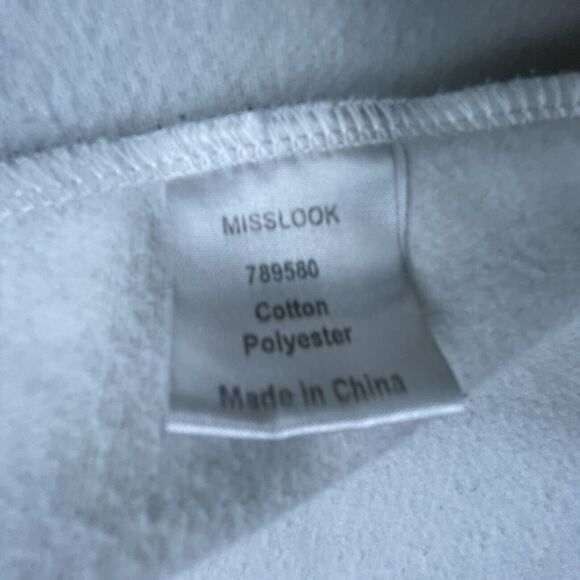 MISSLOOK
789580
Cotton
Polyester
Made in China